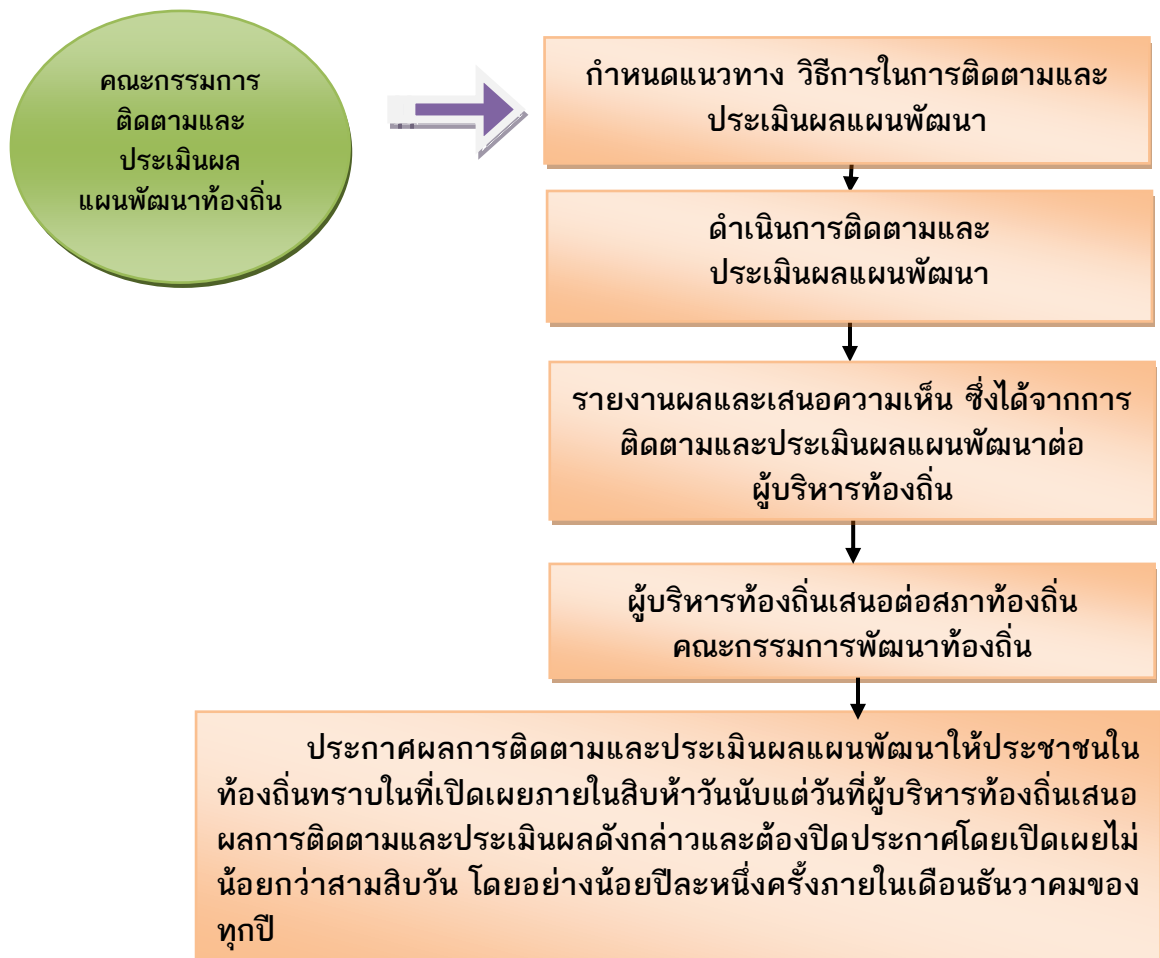 คณะกรรมการ
ติดตามและ
ประเมินผล
แผนพัฒนาท้องถิ่น
กำหนดแนวทาง วิธีการในการติดตามและ
ประเมินผลแผนพัฒนา
ดำเนินการติดตามและ
ประเมินผลแผนพัฒนา
รายงานผลและเสนอความเห็น ซึ่งได้จากการ
ติดตามและประเมินผลแผนพัฒนาต่อ
ผู้บริหารท้องถิ่น
ผู้บริหารท้องถิ่นเสนอต่อสภาท้องถิ่น
คณะกรรมการพัฒนาท้องถิ่น
ประกาศผลการติดตามและประเมินผลแผนพัฒนาให้ประชาชนใน
ท้องถิ่นทราบในที่เปิดเผยภายในสิบห้าวันนับแต่วันที่ผู้บริหารท้องถิ่นเสนอ
ผลการติดตามและประเมินผลดังกล่าวและต้องปิดประกาศโดยเปิดเผยไม่
น้อยกว่าสามสิบวัน โดยอย่างน้อยปีละหนึ่งครั้งภายในเดือนธันวาคมของ
ทุกปี